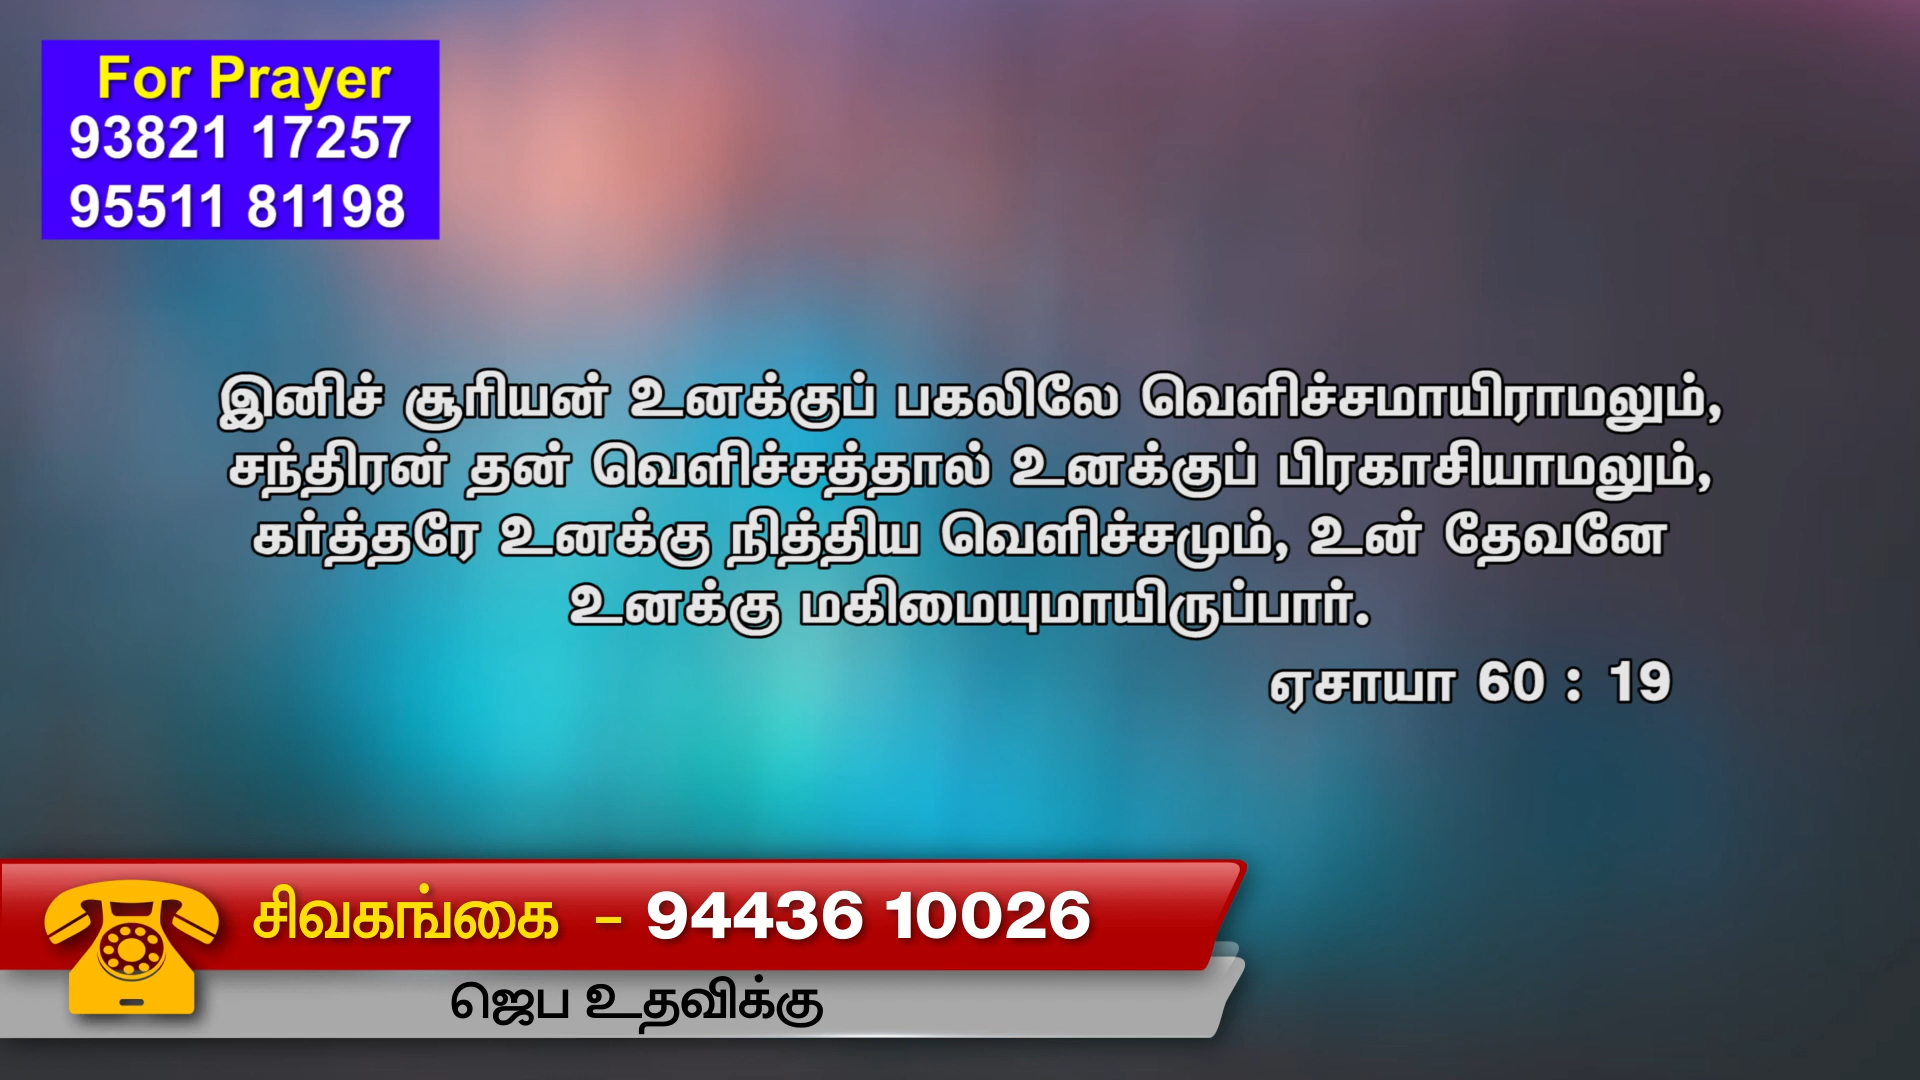 For Prayer
93821 17257
95511 81198
இனிச் சூரியன் உனக்குப் பகலிலே வெளிச்சமாயிராமலும்,
சந்திரன் தன் வெளிச்சத்தால் உனக்குப் பிரகாசியாமலும்,
கர்த்தரே உனக்கு நித்திய வெளிச்சமும், உன் தேவனே
உனக்கு மகிமையுமாயிருப்பார்.
ஏசாயா 60 : 19
சிவகங்கை - 94436 10026
ஜெப உதவிக்கு